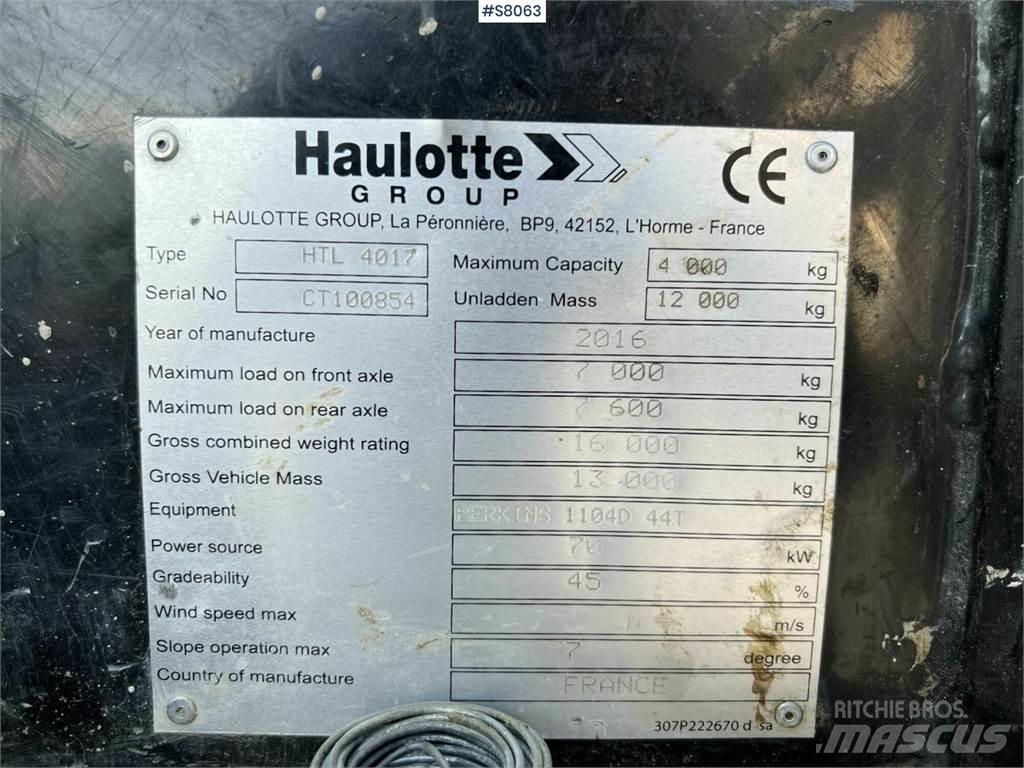 #S8063
Haulotte
GROUP
CE
HAULOTTE GROUP, La Péronnière, BP9, 42152, L'Horme - France
Type HTL 4017 Maximum Capacity 4 000 kg
Serial No CT100854 Unladden Mass 12 000 kg
Year of manufacture 2016
Maximum load on front axle 7 000 kg
Maximum load on rear axle 7 600 kg
Gross combined weight rating 16 000 kg
Gross Vehicle Mass 13 000 kg
Equipment PERKINS 1104D 44T
Power source 70 kW
Gradeability 45 %
Wind speed max m/s
Slope operation max 7 degree
Country of manufacture FRANCE
307P222670 d sa
RITCHIE BROS.
MASCUS